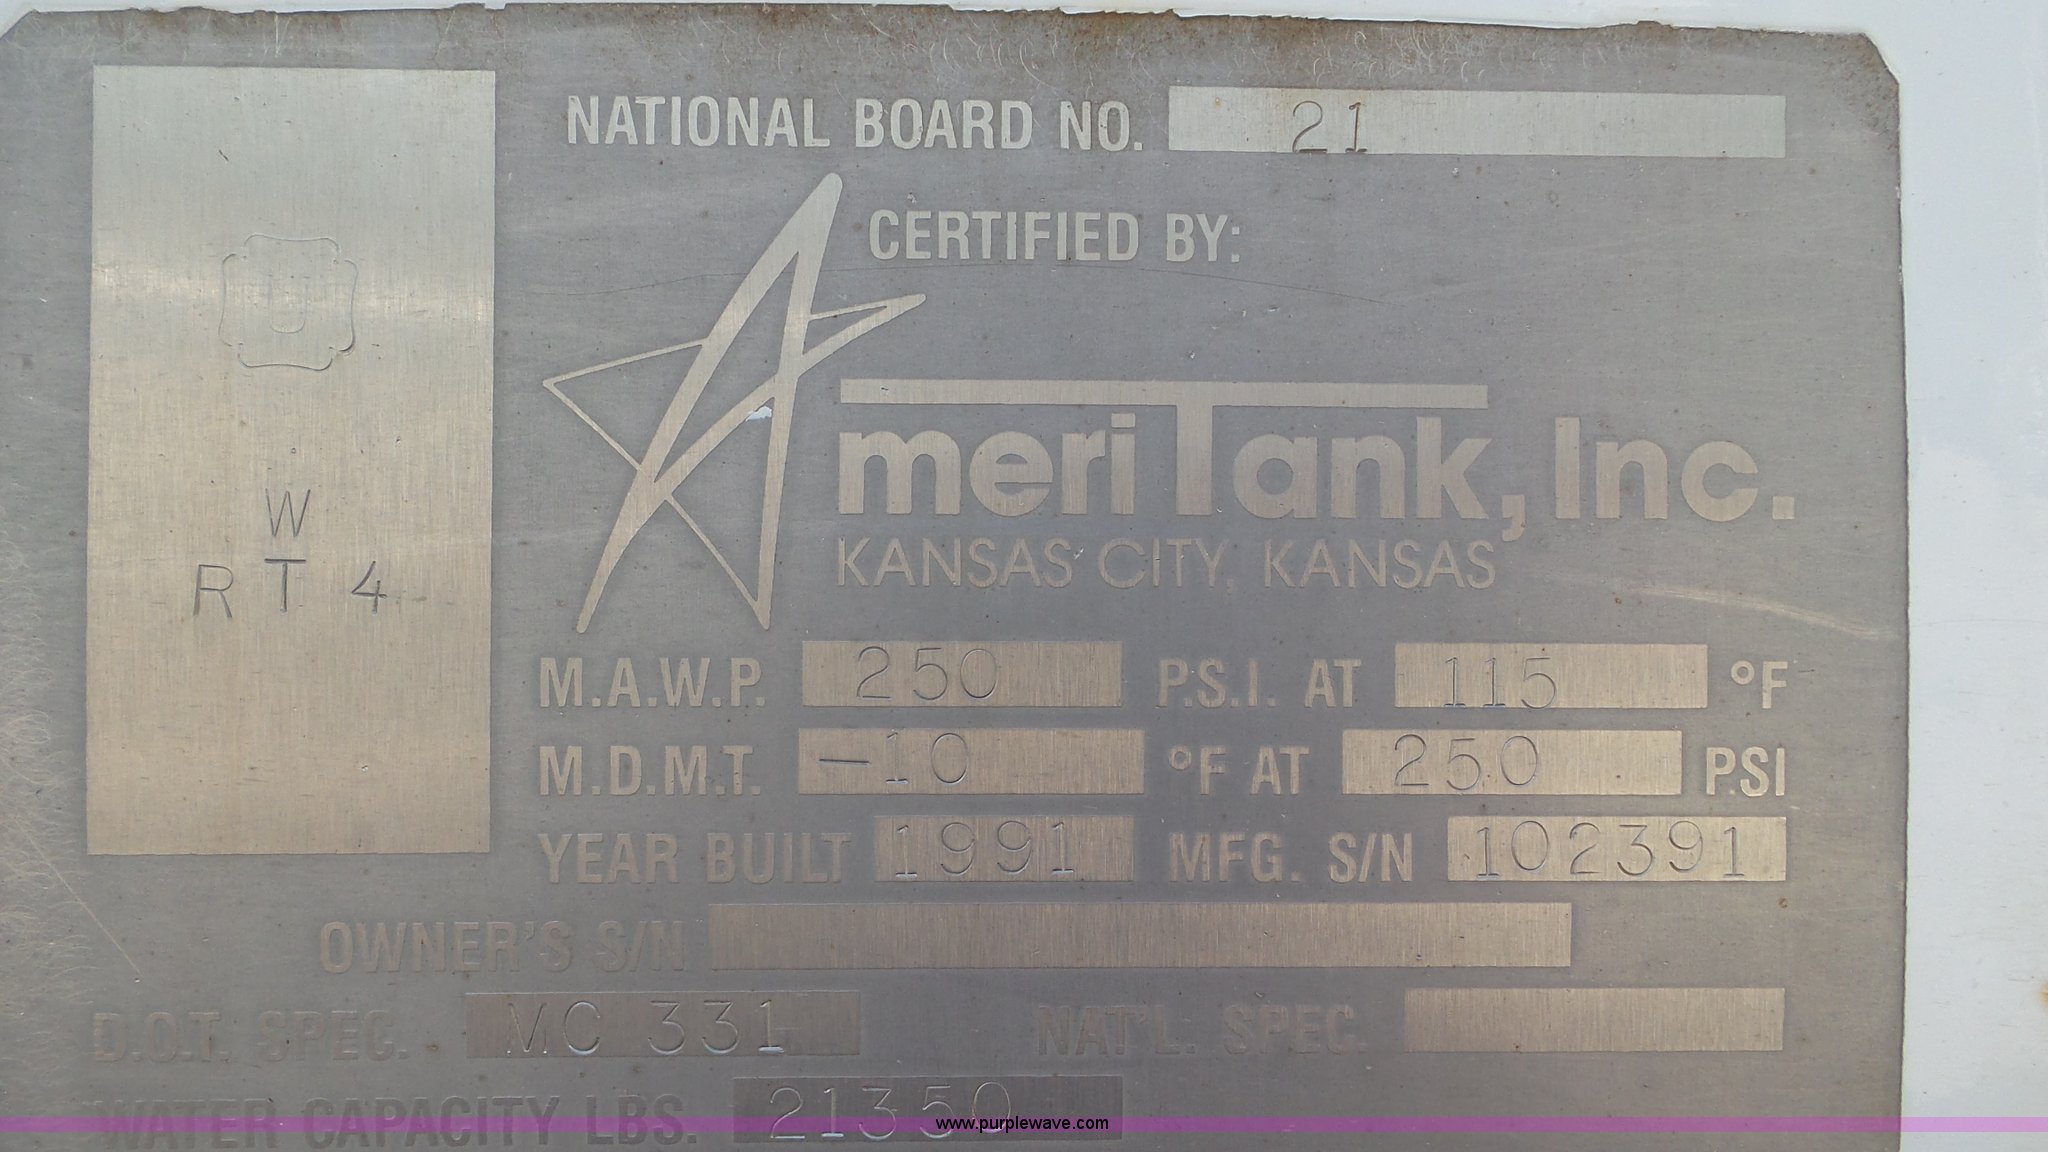 NATIONAL BOARD NO. 21
CERTIFIED BY:
U
W
RT 4
AmeriTank, Inc.
KANSAS CITY, KANSAS
M.A.W.P. 250 P.S.I. AT 115 °F
M.D.M.T. -10 °F AT 250 PSI
YEAR BUILT 1991 MFG. S/N 102391
OWNER'S S/N
D.O.T. SPEC. MC 331 NAT'L. SPEC.
WATER CAPACITY LBS. 21350
www.purplewave.com